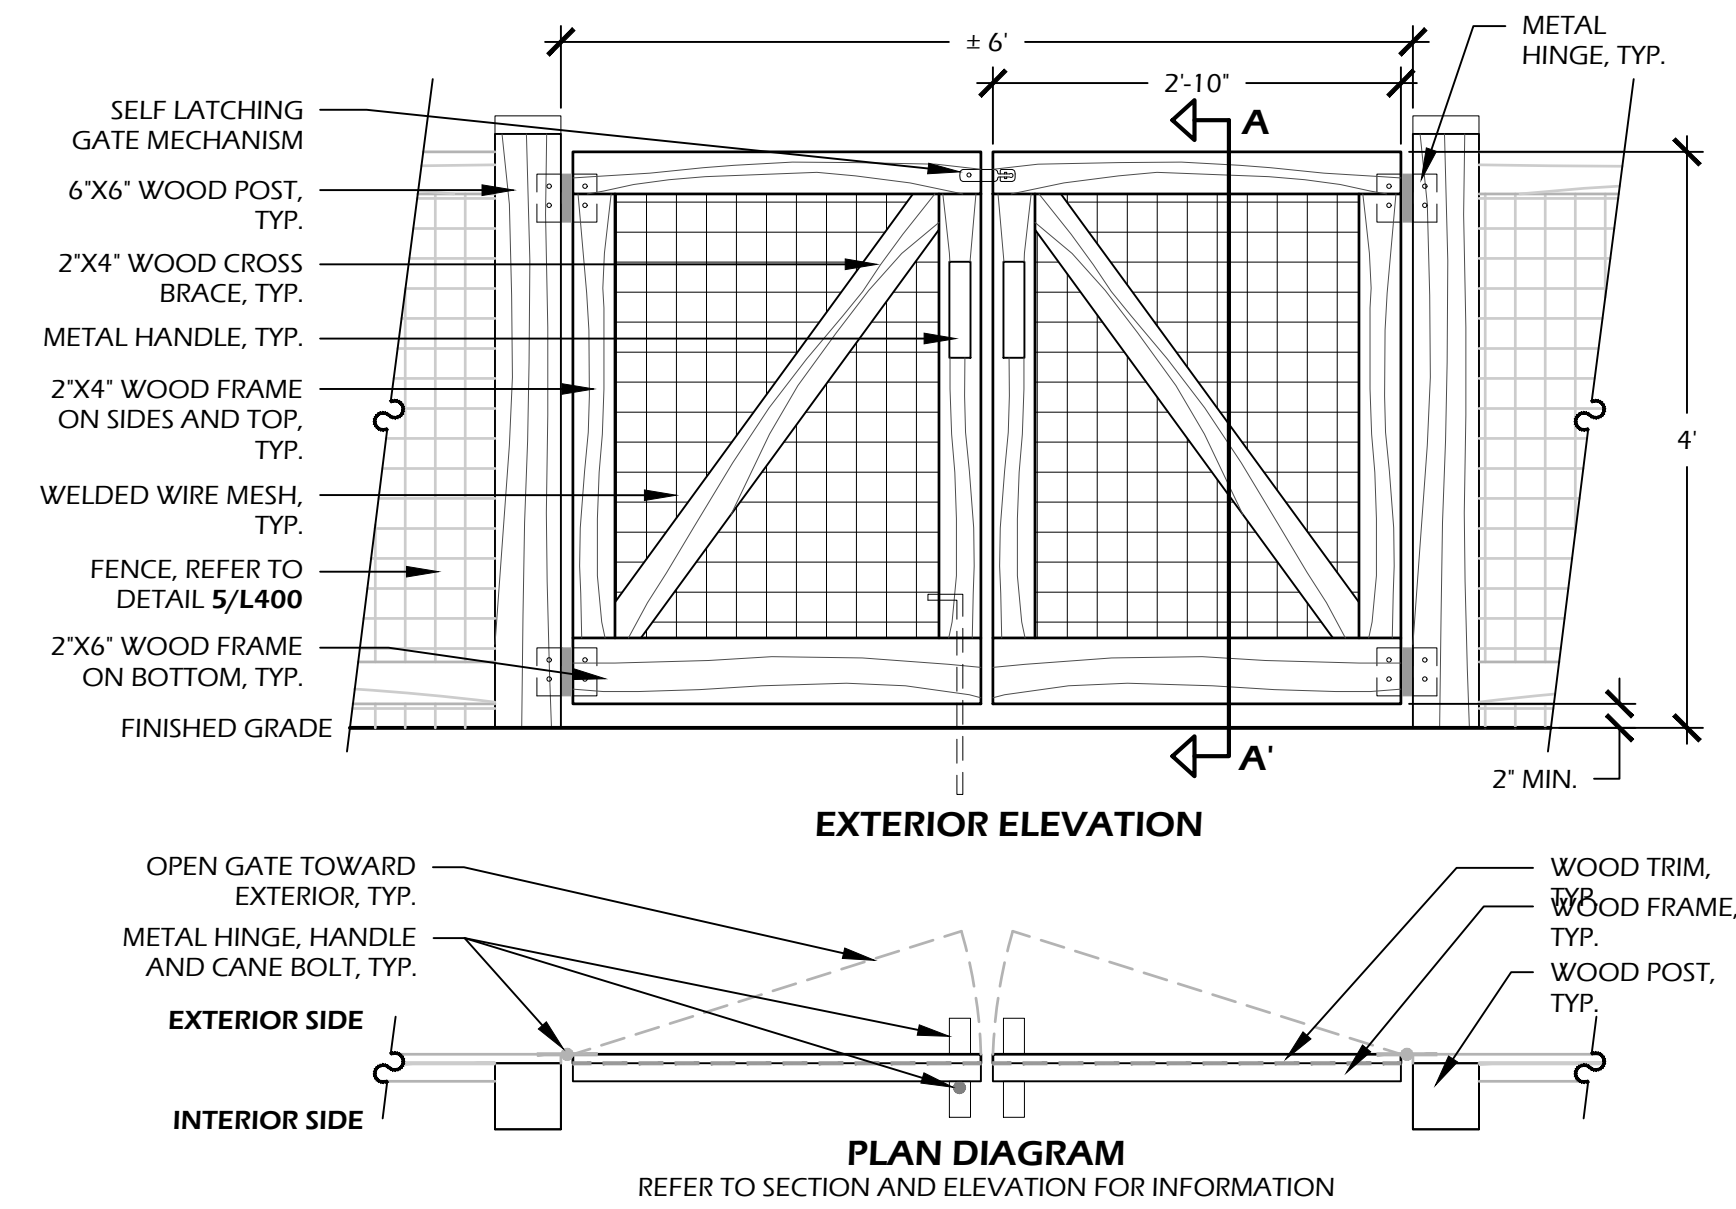 ± 6'
METAL
HINGE, TYP.
2'-10"
SELF LATCHING
GATE MECHANISM
A
6"X6" WOOD POST,
TYP.
2"X4" WOOD CROSS
BRACE, TYP.
METAL HANDLE, TYP.
2"X4" WOOD FRAME
ON SIDES AND TOP,
TYP.
4'
WELDED WIRE MESH,
TYP.
FENCE, REFER TO
DETAIL 5/L400
2"X6" WOOD FRAME
ON BOTTOM, TYP.
FINISHED GRADE
A'
2" MIN.
EXTERIOR ELEVATION
OPEN GATE TOWARD
EXTERIOR, TYP.
METAL HINGE, HANDLE
AND CANE BOLT, TYP.
WOOD TRIM,
TYP.
WOOD FRAME,
TYP.
WOOD POST,
TYP.
EXTERIOR SIDE
INTERIOR SIDE
PLAN DIAGRAM
REFER TO SECTION AND ELEVATION FOR INFORMATION